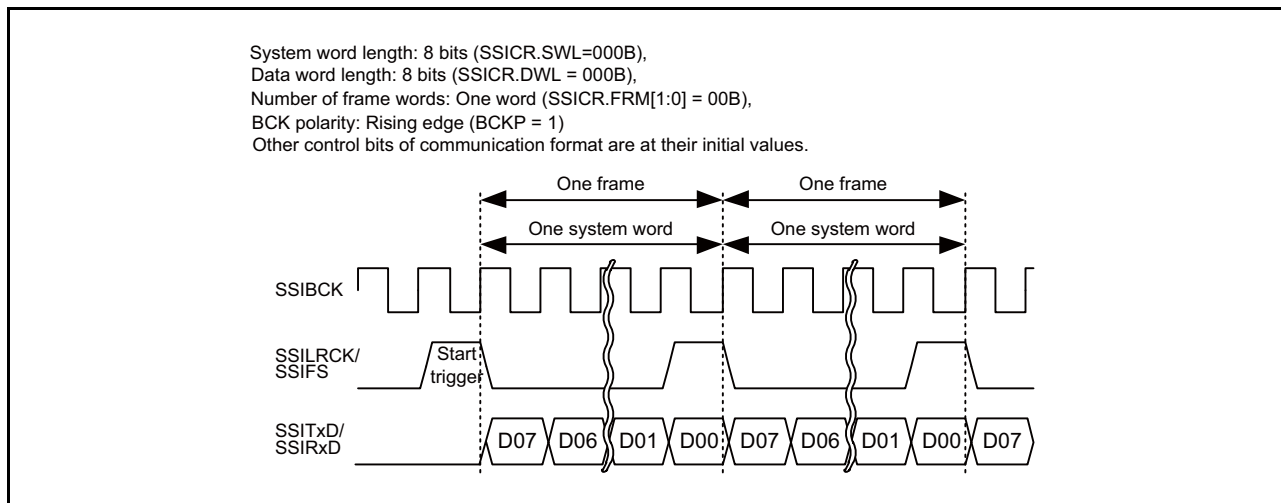 System word length: 8 bits (SSICR.SWL=000B),
Data word length: 8 bits (SSICR.DWL = 000B),
Number of frame words: One word (SSICR.FRM[1:0] = 00B),
BCK polarity: Rising edge (BCKP = 1)
Other control bits of communication format are at their initial values.
One frame One frame
One system word One system word
SSIBCK
SSILRCK/
SSIFS
Start
trigger
SSITxD/
SSIRxD
D07 D06 D01 D00 D07 D06 D01 D00 D07